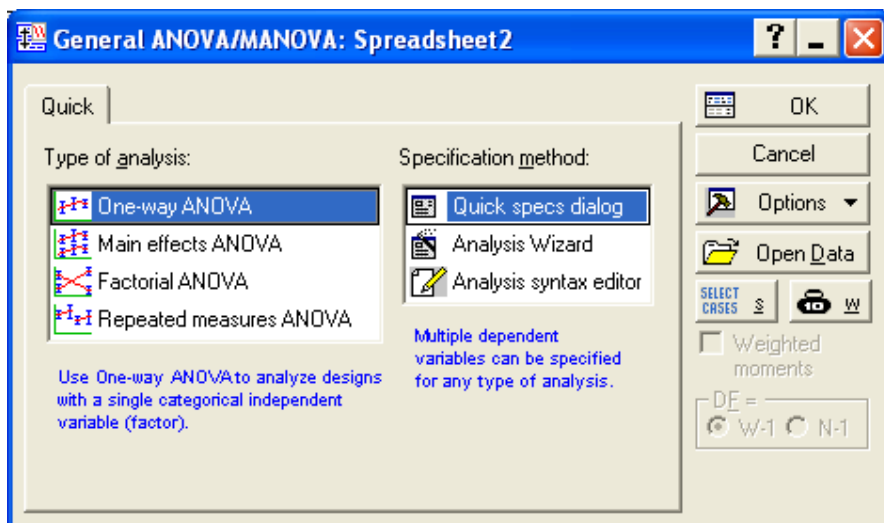 General ANOVA/MANOVA: Spreadsheet2
?
Quick
Type of analysis:
One-way ANOVA
Main effects ANOVA
Factorial ANOVA
Repeated measures ANOVA
Use One-way ANOVA to analyze designs
with a single categorical independent
variable (factor).
Specification method:
Quick specs dialog
Analysis Wizard
Analysis syntax editor
Multiple dependent
variables can be specified
for any type of analysis.
OK
Cancel
Options
Open Data
SELECT
CASES
S
W
Weighted
moments
DF =
W-1
N-1